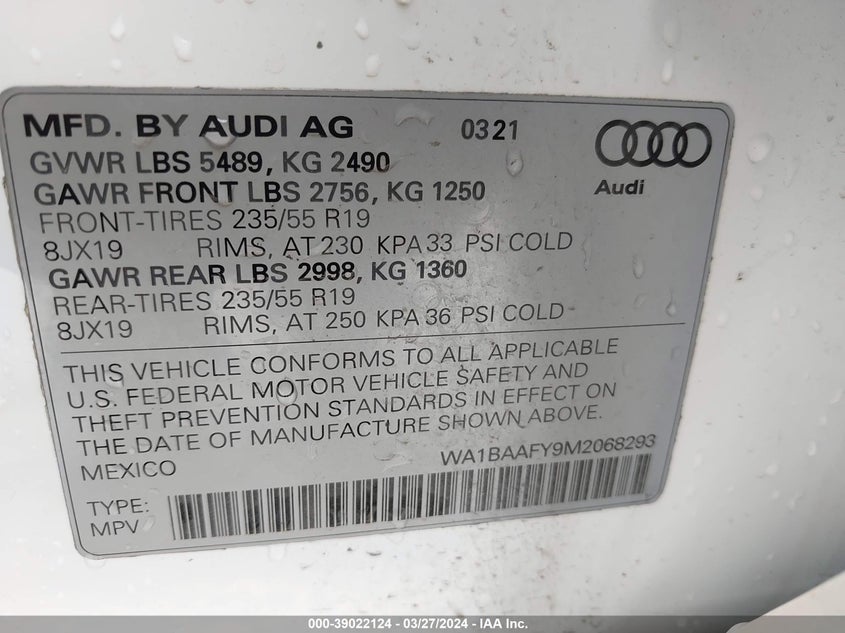 MFD. BY AUDI AG 0321
GVWR LBS 5489, KG 2490
GAWR FRONT LBS 2756, KG 1250
Audi
FRONT-TIRES 235/55 R19
8JX19 RIMS, AT 230 KPA 33 PSI COLD
GAWR REAR LBS 2998, KG 1360
REAR-TIRES 235/55 R19
8JX19 RIMS, AT 250 KPA 36 PSI COLD
THIS VEHICLE CONFORMS TO ALL APPLICABLE
U.S. FEDERAL MOTOR VEHICLE SAFETY AND
THEFT PREVENTION STANDARDS IN EFFECT ON
THE DATE OF MANUFACTURE SHOWN ABOVE.
MEXICO WA1BAAFY9M2068293
TYPE:
MPV
000-39022124 - 03/27/2024 - IAA Inc.